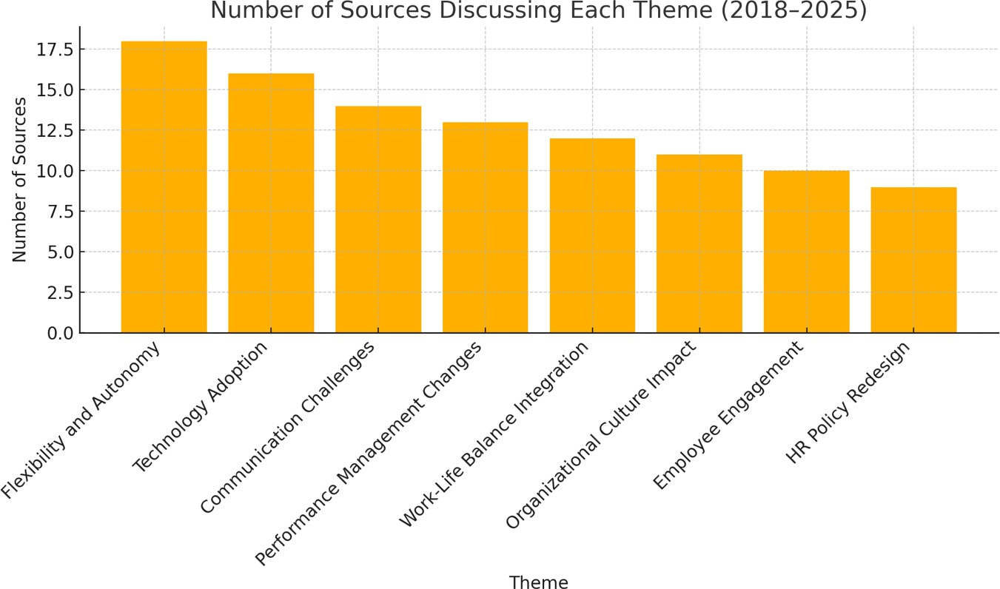 Number of Sources Discussing Each Theme (2018–2025)
Number of Sources
17.5
15.0
12.5
10.0
7.5
5.0
2.5
0.0
Flexibility and Autonomy
Technology Adoption
Communication Challenges
Performance Management Changes
Work-Life Balance Integration
Organizational Culture Impact
Employee Engagement
HR Policy Redesign
Theme